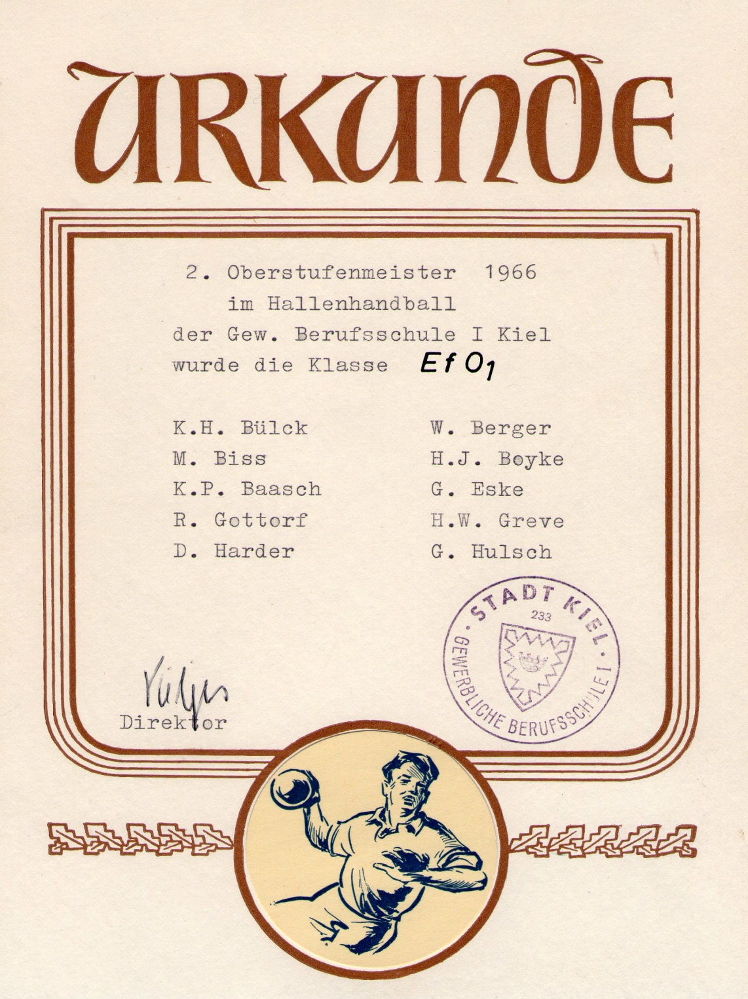 URKUNDE
2. Oberstufenmeister 1966
im Hallenhandball
der Gew. Berufsschule I Kiel
wurde die Klasse Ef O1
K.H. Bülck W. Berger
M. Biss H.J. Boyke
K.P. Baasch G. Eske
R. Gottorf H.W. Greve
D. Harder G. Hulsch
· STADT KIEL ·
233
GEWERBLICHE BERUFSSCHULE I
Direktor